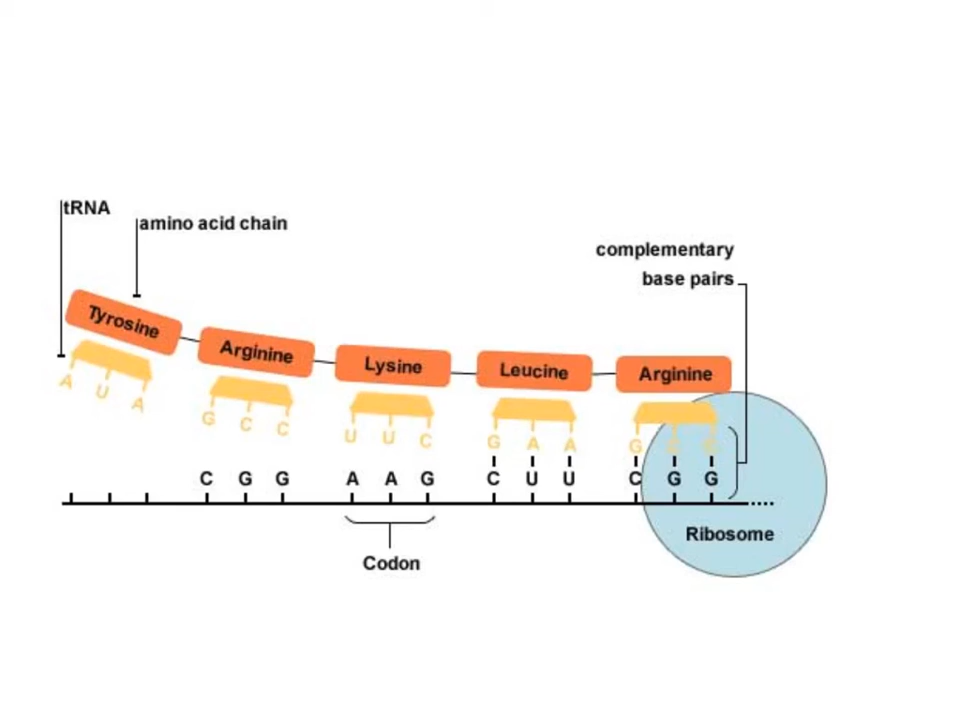 tRNA
amino acid chain
complementary
base pairs
Tyrosine
Arginine
Lysine
Leucine
Arginine
A U A
G C C
U U C
G A A
G C C
C G G
A A G
C U U
C G G
Ribosome
Codon